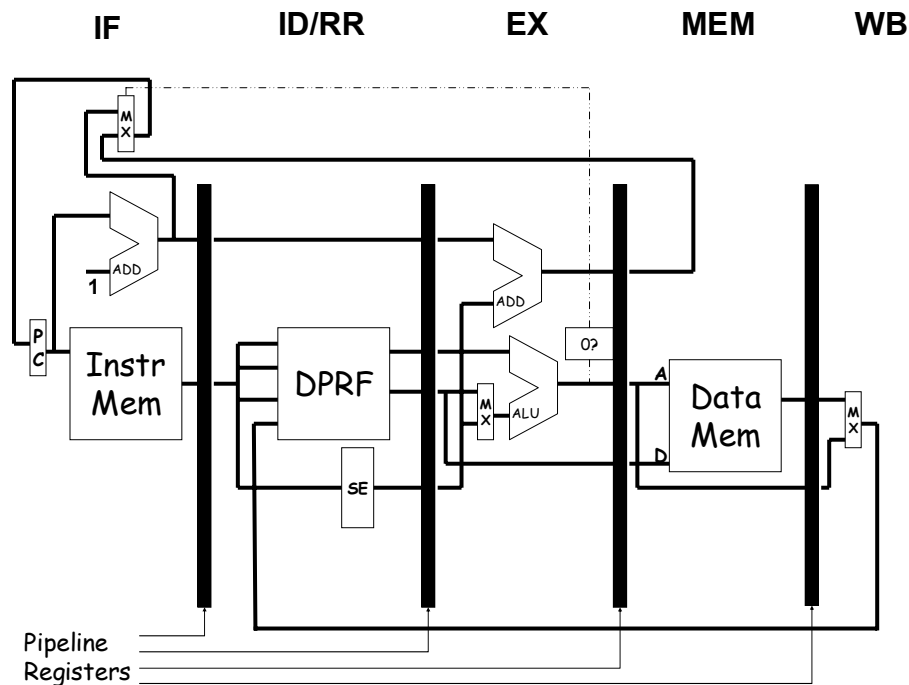 IF ID/RR EX MEM WB
M
X
ADD
1
P
C
Instr
Mem
DPRF
SE
ADD
0?
M
X
ALU
A
D
Data
Mem
M
X
Pipeline
Registers